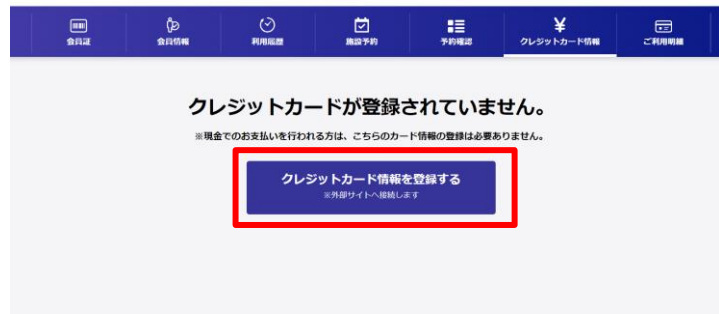 会員証
会員情報
利用履歴
施設予約
予約確認
クレジットカード情報
ご利用明細
クレジットカードが登録されていません。
※現金でのお支払いを行われる方は、こちらのカード情報の登録は必要ありません。
クレジットカード情報を登録する
※外部サイトへ接続します